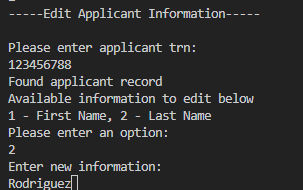 -----Edit Applicant Information-----
Please enter applicant trn:
123456788
Found applicant record
Available information to edit below
1 - First Name, 2 - Last Name
Please enter an option:
2
Enter new information:
Rodriguez